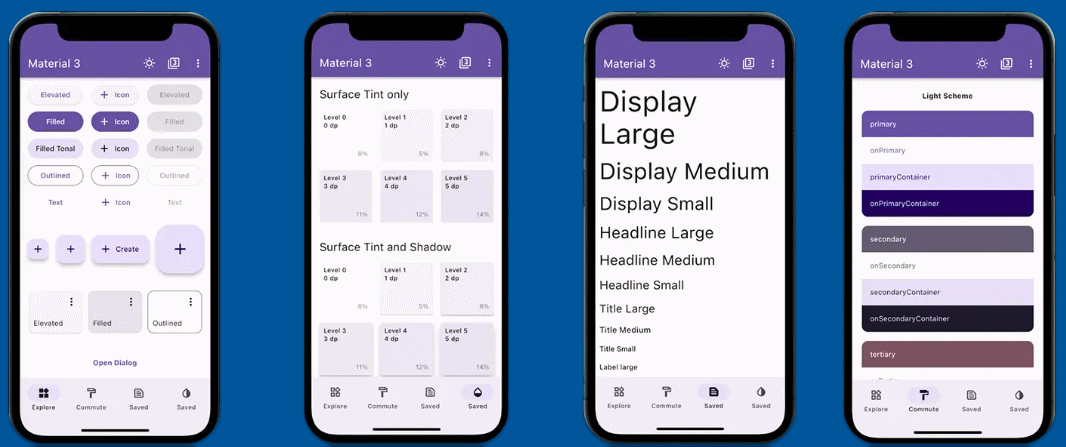 Material 3
3
Elevated
+ Icon
Elevated
Filled
+ Icon
Filled
Filled Tonal
+ Icon
Filled Tonal
Outlined
+ Icon
Outlined
Text
+ Icon
Text
+
+
+ Create
+
Elevated
Filled
Outlined
Open Dialog
Explore
Commute
Saved
Saved
Material 3
3
Surface Tint only
Level 0
0 dp
0%
Level 1
1 dp
5%
Level 2
2 dp
8%
Level 3
3 dp
11%
Level 4
4 dp
12%
Level 5
5 dp
14%
Surface Tint and Shadow
Level 0
0 dp
0%
Level 1
1 dp
5%
Level 2
2 dp
8%
Level 3
3 dp
11%
Level 4
4 dp
12%
Level 5
5 dp
14%
Explore
Commute
Saved
Saved
Material 3
3
Display
Large
Display Medium
Display Small
Headline Large
Headline Medium
Headline Small
Title Large
Title Medium
Title Small
Label large
Explore
Commute
Saved
Saved
Material 3
3
Light Scheme
primary
onPrimary
primaryContainer
onPrimaryContainer
secondary
onSecondary
secondaryContainer
onSecondaryContainer
tertiary
Explore
Commute
Saved
Saved